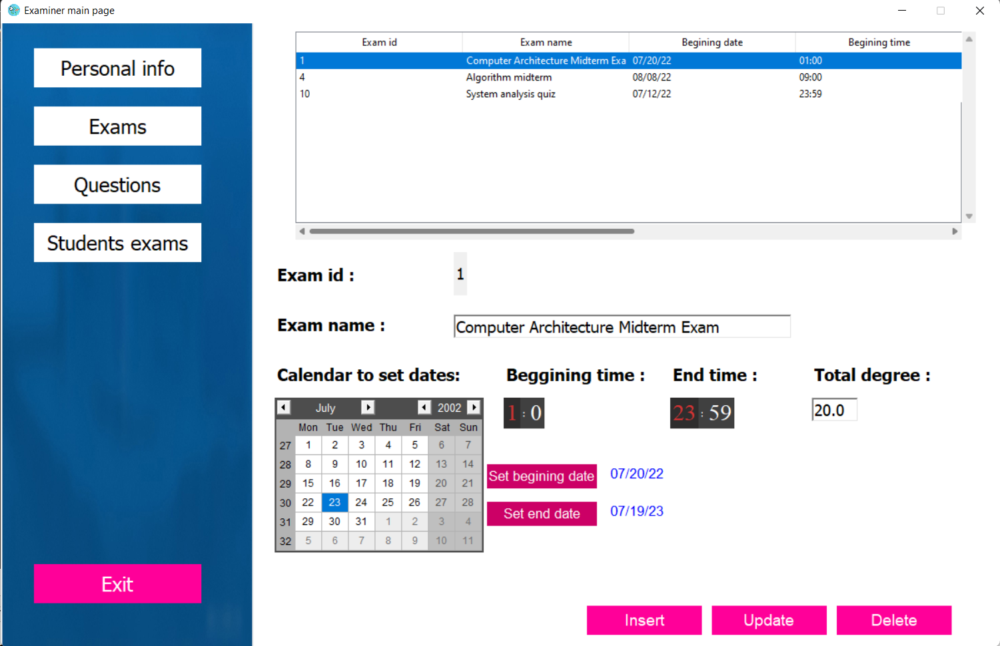 Examiner main page
Personal info
Exams
Questions
Students exams
Exit
Exam id Exam name Begining date Begining time
1 Computer Architecture Midterm Exa 07/20/22 01:00
4 Algorithm midterm 08/08/22 09:00
10 System analysis quiz 07/12/22 23:59
Exam id : 1
Exam name : Computer Architecture Midterm Exam
Calendar to set dates: Beggining time : End time : Total degree :
July 2002
1 : 0 23 : 59 20.0
Mon Tue Wed Thu Fri Sat Sun
27 1 2 3 4 5 6 7
28 8 9 10 11 12 13 14
29 15 16 17 18 19 20 21
30 22 23 24 25 26 27 28
31 29 30 31 1 2 3 4
32 5 6 7 8 9 10 11
Set begining date 07/20/22
Set end date 07/19/23
Insert Update Delete